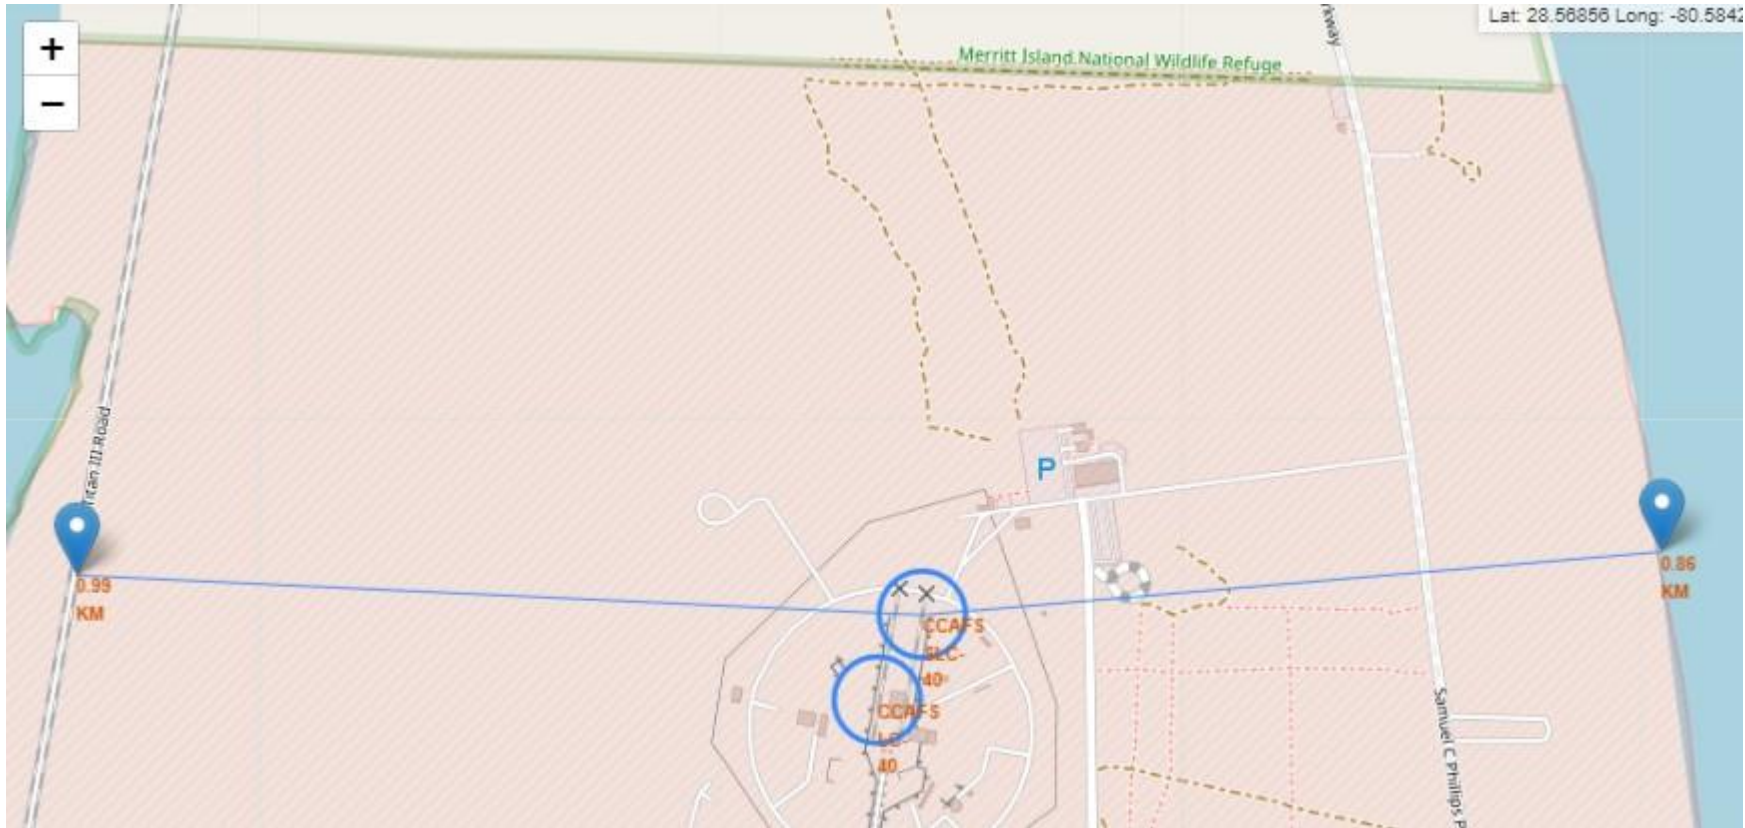 +
−
Lat: 28.56856 Long: -80.5842
rkway
Merritt Island National Wildlife Refuge
Titan III Road
P
0.99
KM
0.86
KM
CCAFS
SLC-
40
CCAFS
LC-
40
Samuel C Phillips P